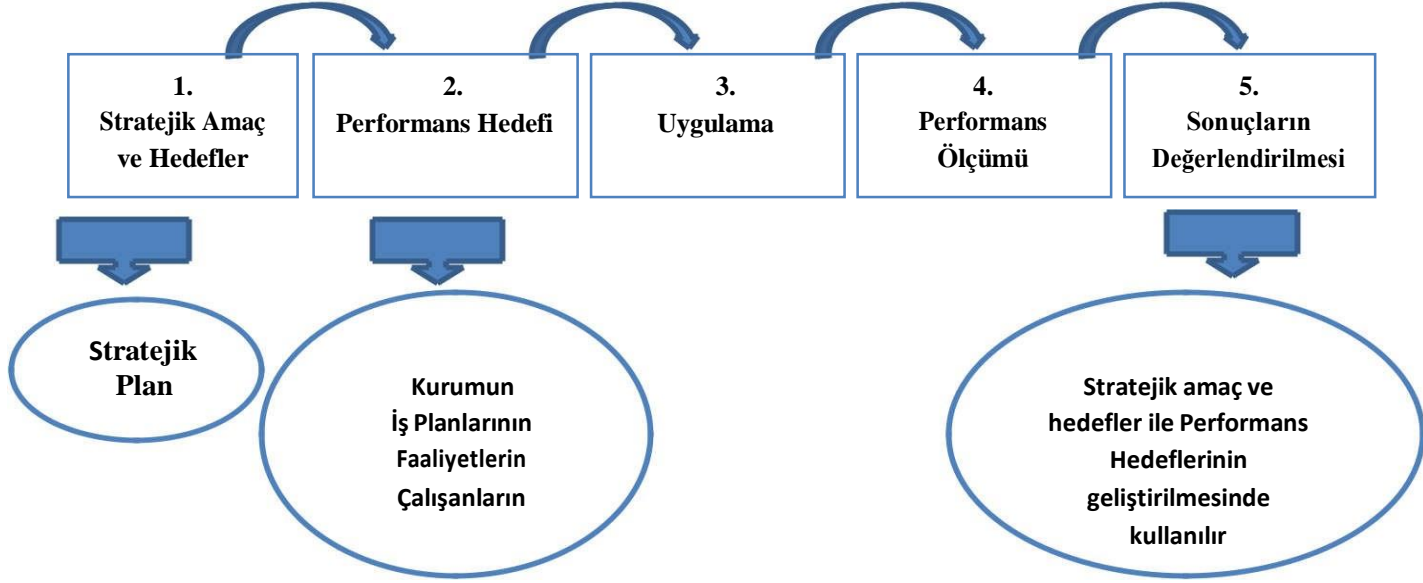 1.
Stratejik Amaç
ve Hedefler
2.
Performans Hedefi
3.
Uygulama
4.
Performans
Ölçümü
5.
Sonuçların
Değerlendirilmesi
Stratejik
Plan
Kurumun
İş Planlarının
Faaliyetlerin
Çalışanların
Stratejik amaç ve
hedefler ile Performans
Hedeflerinin
geliştirilmesinde
kullanılır